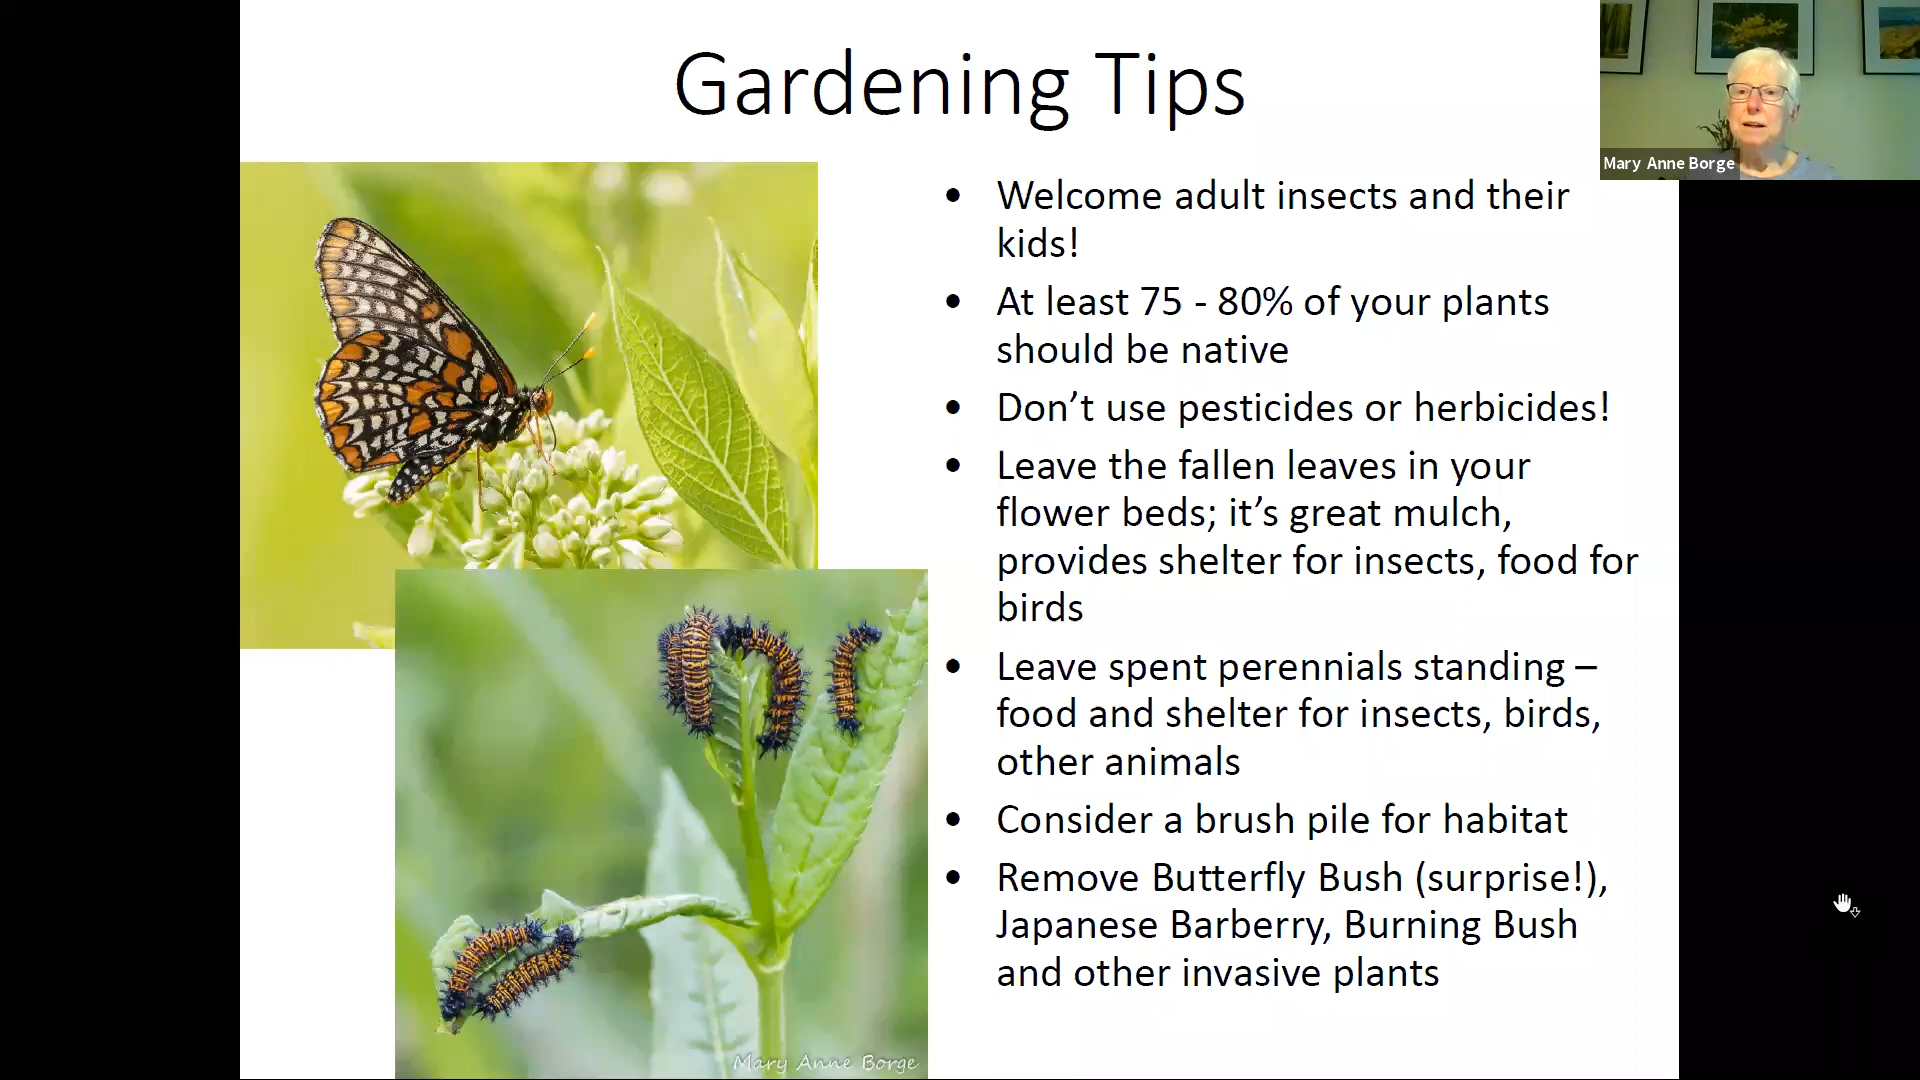 Gardening Tips
Mary Anne Borge
• Welcome adult insects and their
kids!
• At least 75 - 80% of your plants
should be native
• Don’t use pesticides or herbicides!
• Leave the fallen leaves in your
flower beds; it’s great mulch,
provides shelter for insects, food for
birds
• Leave spent perennials standing –
food and shelter for insects, birds,
other animals
• Consider a brush pile for habitat
• Remove Butterfly Bush (surprise!),
Japanese Barberry, Burning Bush
and other invasive plants
Mary Anne Borge